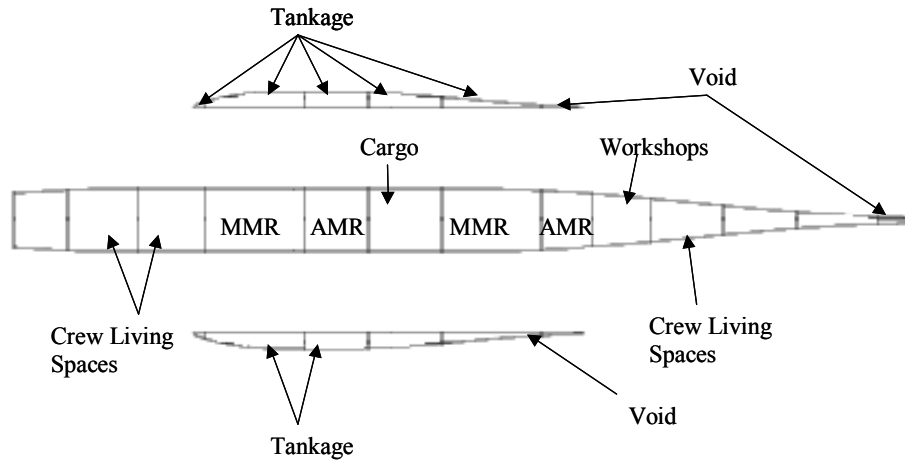 Tankage
Void
Cargo
Workshops
MMR
AMR
MMR
AMR
Crew Living
Spaces
Crew Living
Spaces
Void
Tankage